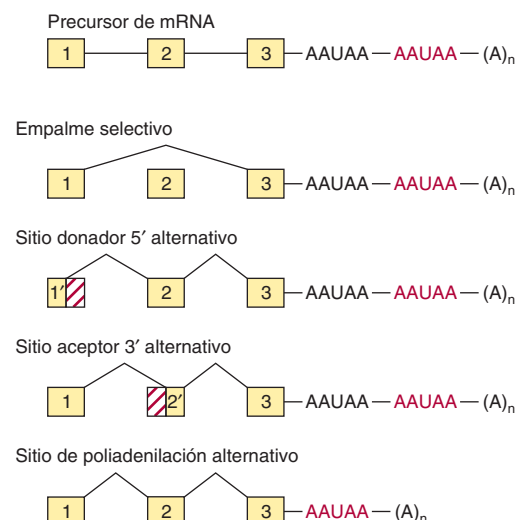 Precursor de mRNA
1 2 3 AAUAA — AAUAA — (A)n
Empalme selectivo
1 2 3 AAUAA — AAUAA — (A)n
Sitio donador 5′ alternativo
1′ 2 3 AAUAA — AAUAA — (A)n
Sitio aceptor 3′ alternativo
1 2′ 3 AAUAA — AAUAA — (A)n
Sitio de poliadenilación alternativo
1 2 3 AAUAA — (A)n